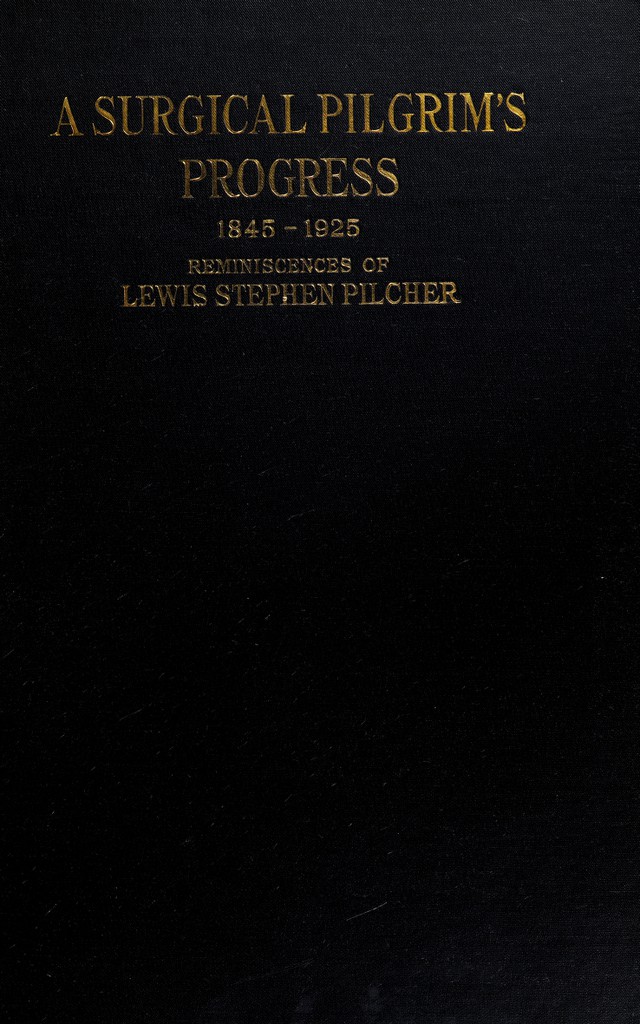 A SURGICAL PILGRIM'S
PROGRESS
1845 – 1925
REMINISCENCES OF
LEWIS STEPHEN PILCHER